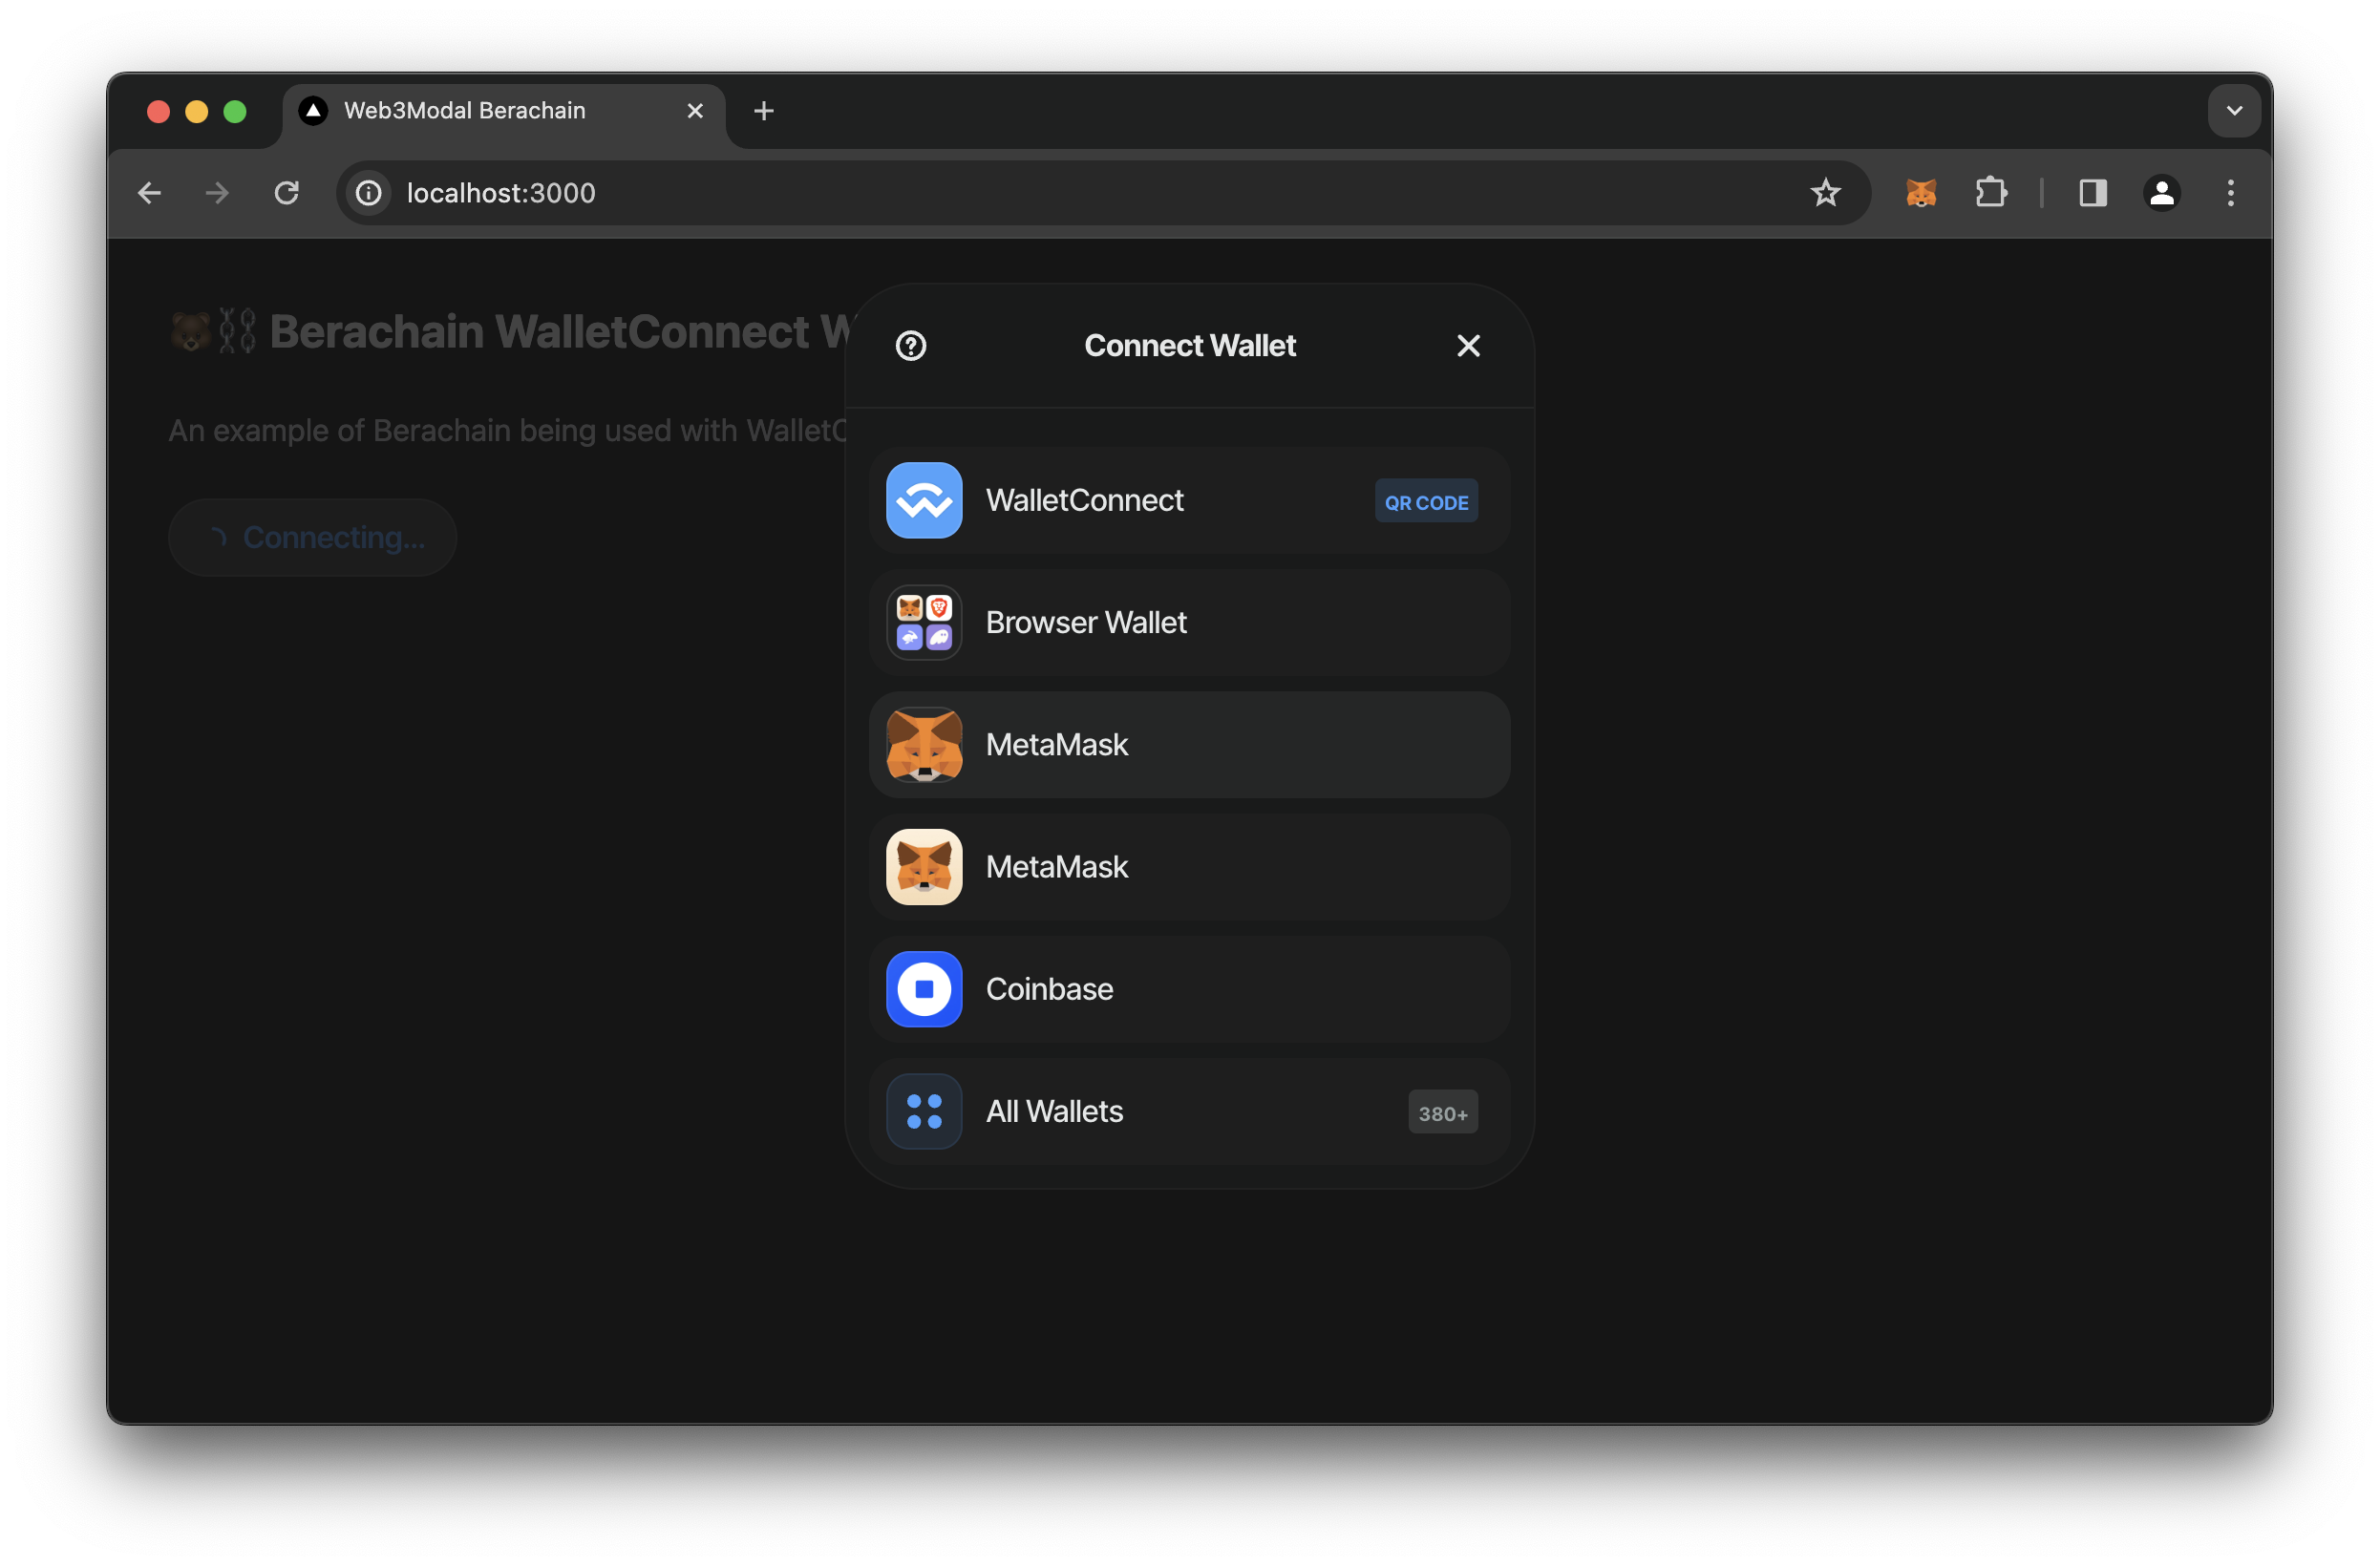 Web3Modal Berachain
localhost:3000
🐻⛓ Berachain WalletConnect
An example of Berachain being used with
Connecting...
Connect Wallet
WalletConnect
QR CODE
Browser Wallet
MetaMask
MetaMask
Coinbase
All Wallets
380+